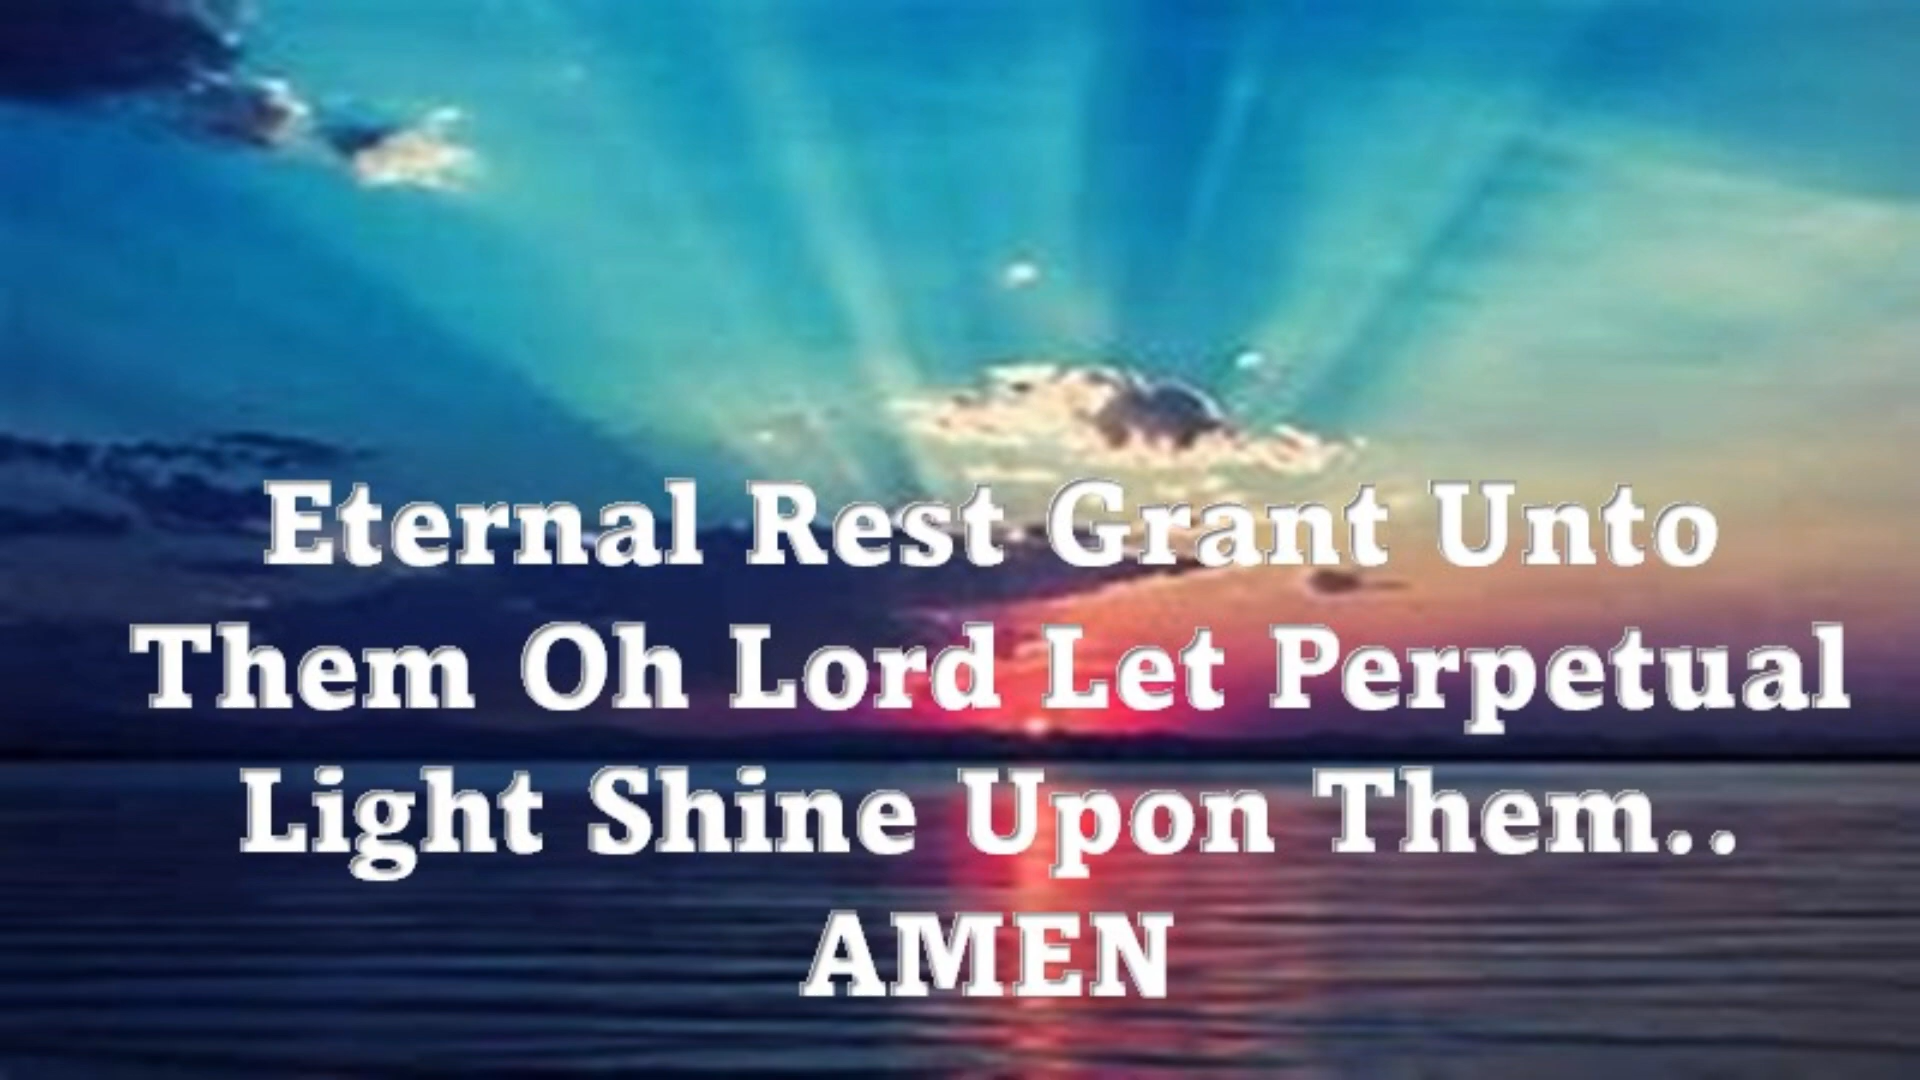 Eternal Rest Grant Unto
Them Oh Lord Let Perpetual
Light Shine Upon Them..
AMEN